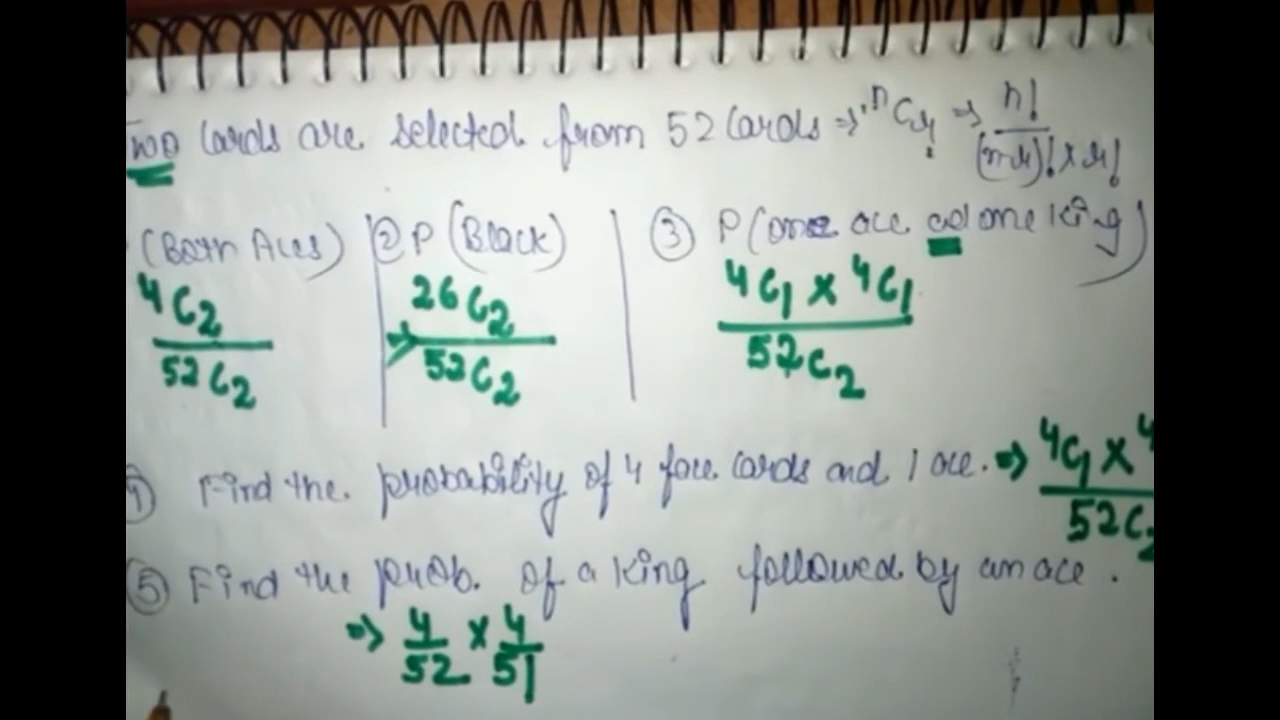 Two Cards are selected from 52 Cards ⇒ ⁿCᵣ ⇒ n!/(n-r)! x r!
(Both Aces) ② P (Black) ③ P (one ace and one king)
4C2/52C2 ⇒ 26C2/52C2 4C1 x 4C1/52C2
④ Find the probability of 4 face cards and 1 ace. ⇒ 4C1 x 4/52C2
⑤ Find the prob. of a king followed by an ace.
⇒ 4/52 x 4/51